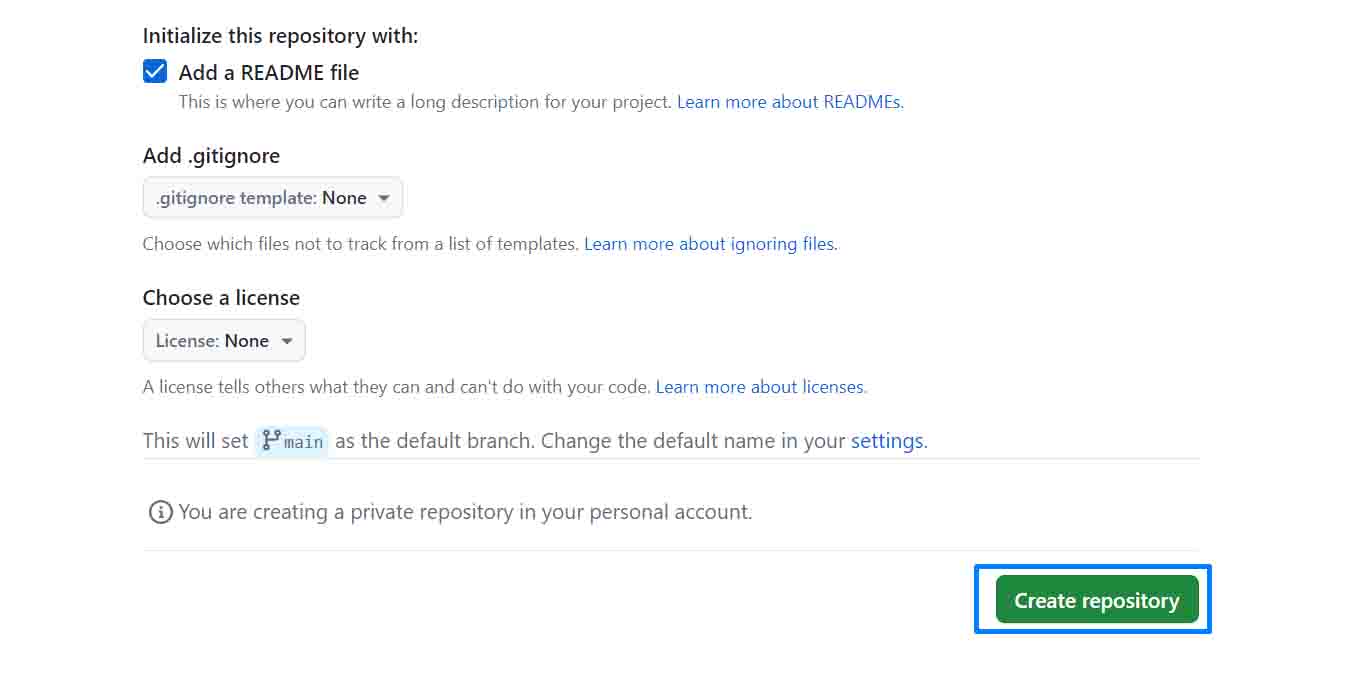 Initialize this repository with:
Add a README file
This is where you can write a long description for your project. Learn more about READMEs.
Add .gitignore
.gitignore template: None
Choose which files not to track from a list of templates. Learn more about ignoring files.
Choose a license
License: None
A license tells others what they can and can't do with your code. Learn more about licenses.
This will set main as the default branch. Change the default name in your settings.
You are creating a private repository in your personal account.
Create repository